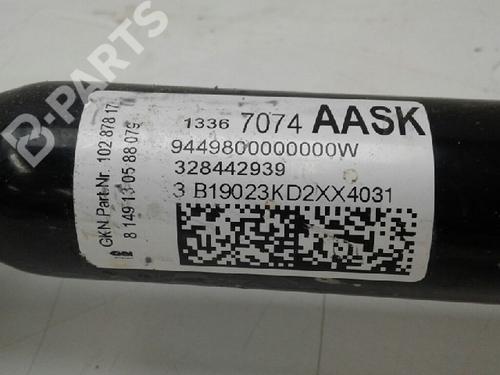 B-PARTS
1336 7074 AASK
9449800000000W
328442939
3 B19023KD2XX4031
GKN Part Nr. 102 878 17
8 14913 05 88 079